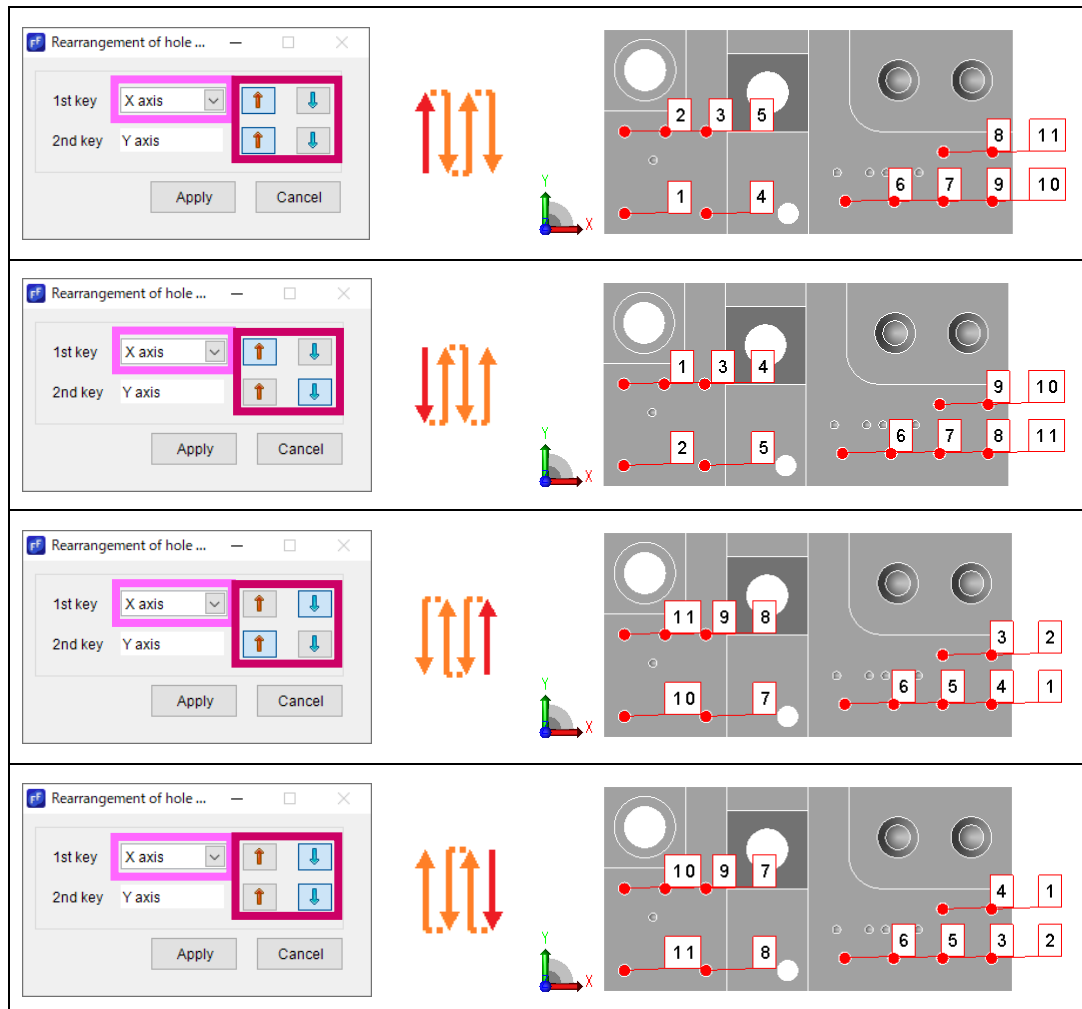 FF Rearrangement of hole ...
1st key X axis
2nd key Y axis
Apply Cancel
Y
X
2 3 5
8 11
6 7 9 10
1 4
FF Rearrangement of hole ...
1st key X axis
2nd key Y axis
Apply Cancel
Y
X
1 3 4
9 10
6 7 8 11
2 5
FF Rearrangement of hole ...
1st key X axis
2nd key Y axis
Apply Cancel
Y
X
11 9 8
3 2
6 5 4 1
10 7
FF Rearrangement of hole ...
1st key X axis
2nd key Y axis
Apply Cancel
Y
X
10 9 7
4 1
6 5 3 2
11 8